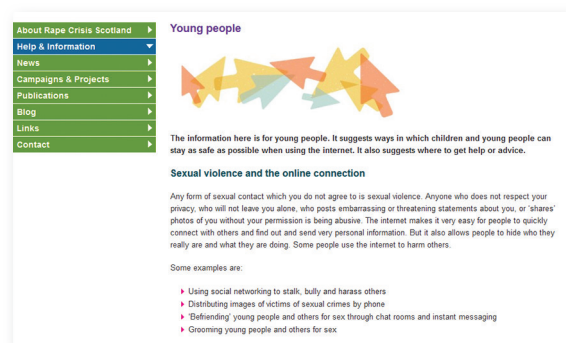 About Rape Crisis Scotland
Help & Information
News
Campaigns & Projects
Publications
Blog
Links
Contact
Young people
The information here is for young people. It suggests ways in which children and young people can
stay as safe as possible when using the internet. It also suggests where to get help or advice.
Sexual violence and the online connection
Any form of sexual contact which you do not agree to is sexual violence. Anyone who does not respect your
privacy, who will not leave you alone, who posts embarrassing or threatening statements about you, or 'shares'
photos of you without your permission is being abusive. The internet makes it very easy for people to quickly
connect with others and find out and send very personal information. But it also allows people to hide who they
really are and what they are doing. Some people use the internet to harm others.
Some examples are:
Using social networking to stalk, bully and harass others
Distributing images of victims of sexual crimes by phone
'Befriending' young people and others for sex through chat rooms and instant messaging
Grooming young people and others for sex